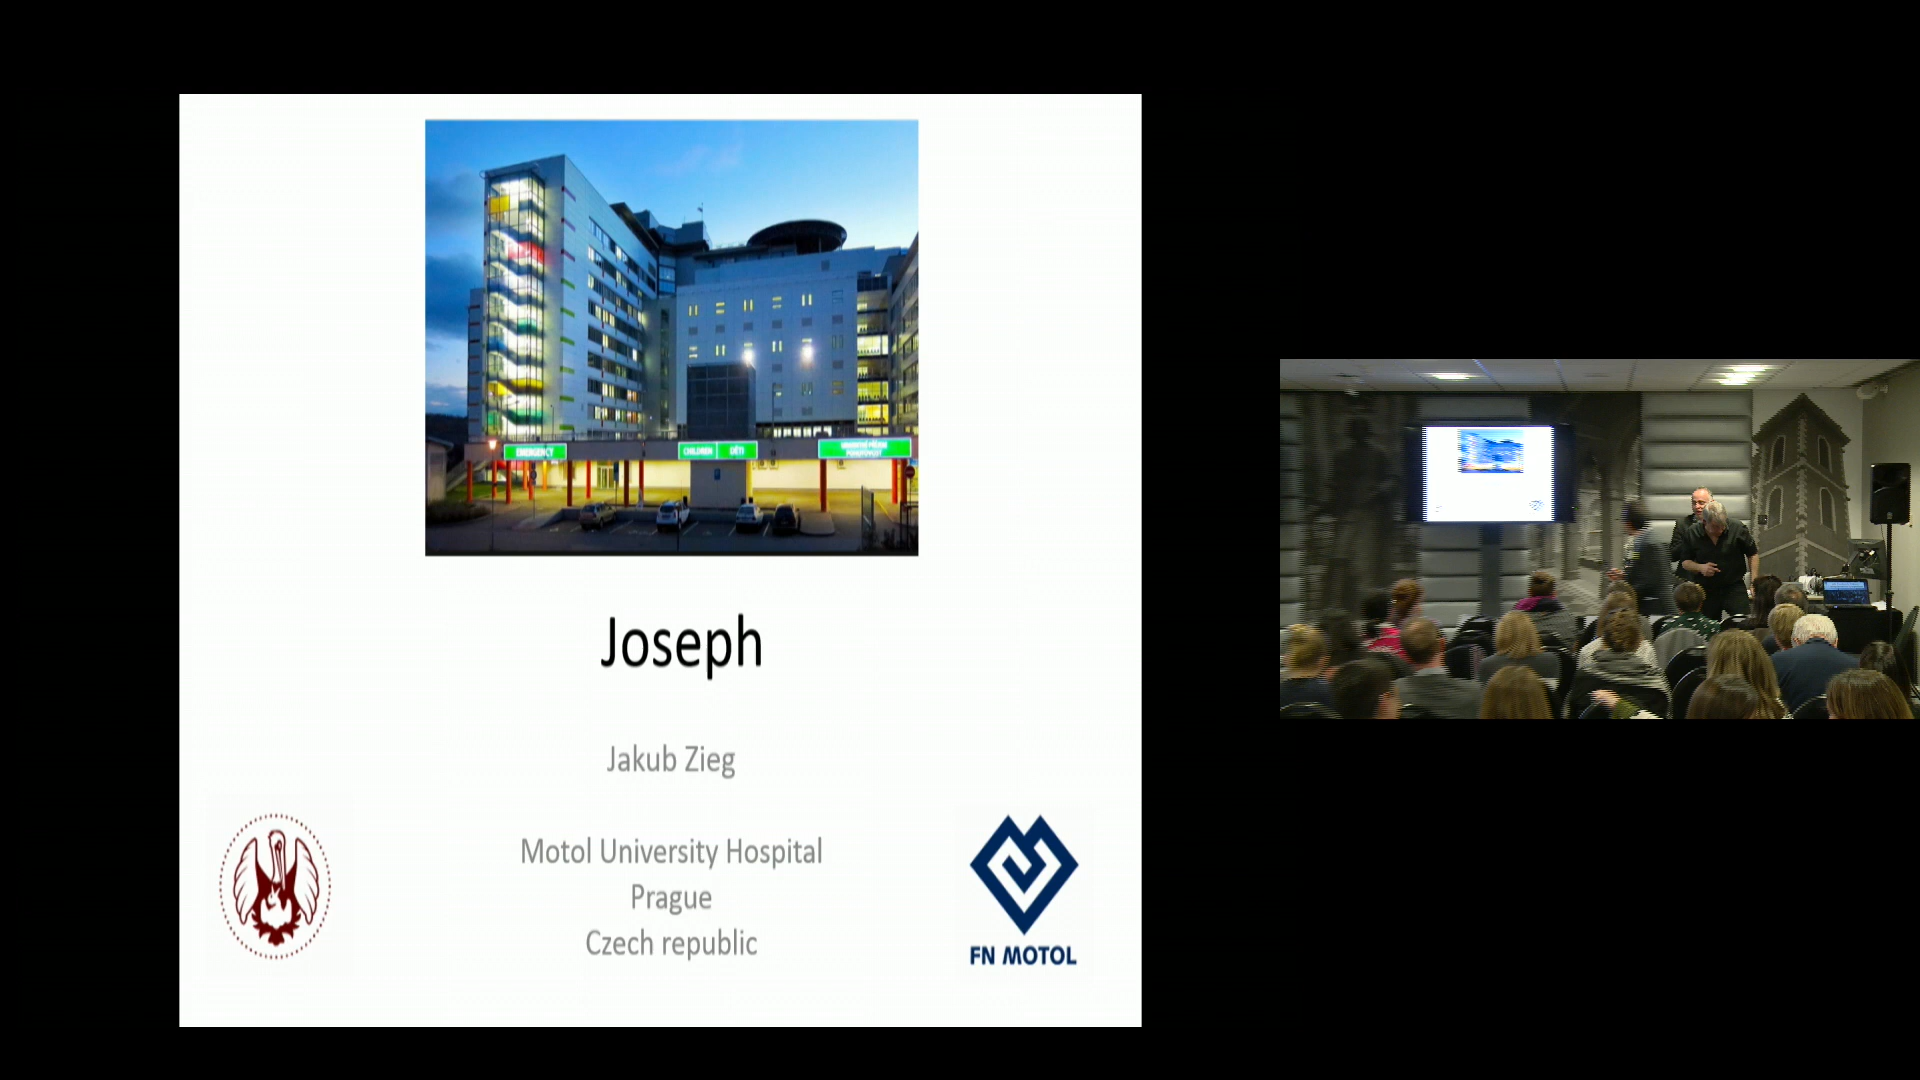 EMERGENCY
CHILDREN DĚTI
Joseph
Jakub Zieg
Motol University Hospital
Prague
Czech republic
FN MOTOL